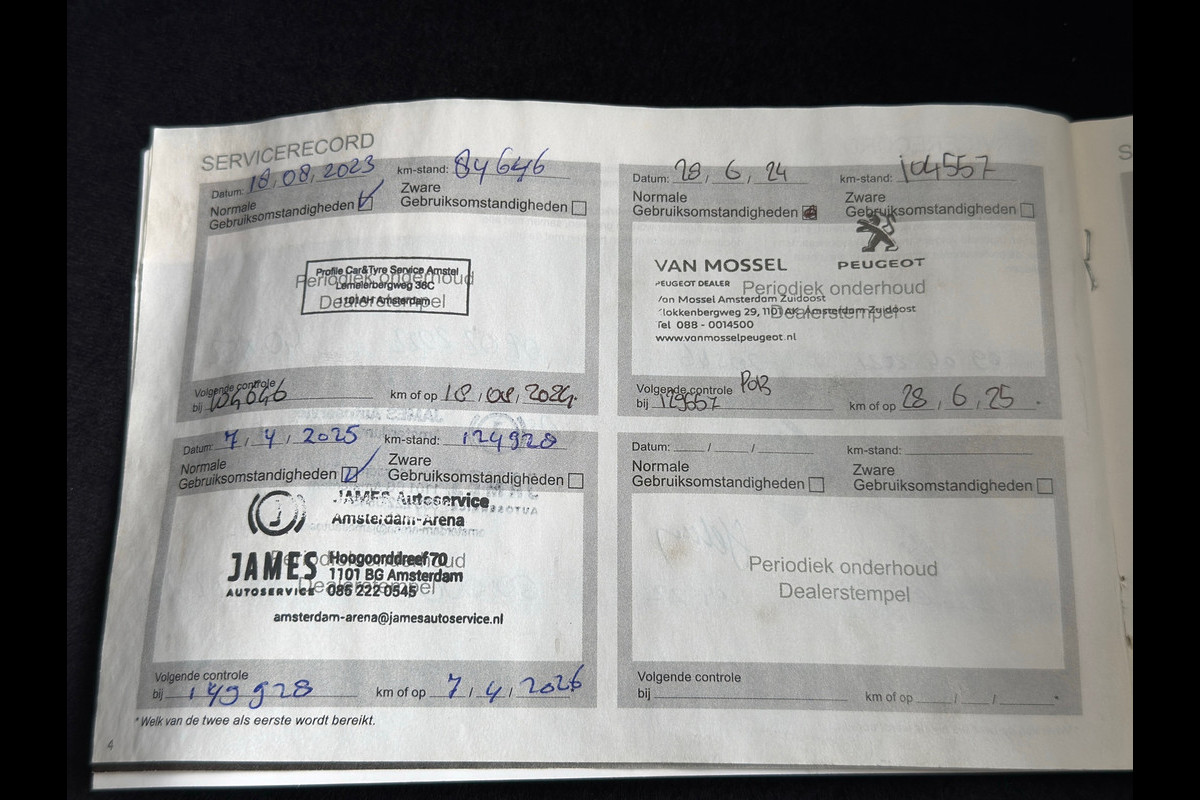 SERVICERECORD
Datum: 18, 08, 2023 km-stand: 84646
Normale Gebruiksomstandigheden
Zware Gebruiksomstandigheden
Profile Car&Tyre Service Amstel
Lemelerbergweg 36C
1101 AH Amsterdam
Periodiek onderhoud
Dealerstempel
Volgende controle
bij 104646 km of op 18, 08, 2024.
Datum: 28, 6, 24 km-stand: 104557
Normale Gebruiksomstandigheden
Zware Gebruiksomstandigheden
VAN MOSSEL
PEUGEOT
PEUGEOT DEALER
Periodiek onderhoud
Van Mossel Amsterdam Zuidoost
Klokkenbergweg 29, 1101 AK Amsterdam Zuidoost
Dealerstempel
Tel 088 - 0014500
www.vanmosselpeugeot.nl
Volgende controle
bij 129557 km of op 28, 6, 25
Datum: 7/ 4 / 2025 km-stand: 124928
Normale Gebruiksomstandigheden
Zware Gebruiksomstandigheden
JAMES Autoservice
Amsterdam-Arena
JAMES
AUTOSERVICE
Hoogoorddreef 70
1101 BG Amsterdam
085 222 0545
Periodiek onderhoud
Dealerstempel
amsterdam-arena@jamesautoservice.nl
Volgende controle
bij 149928 km of op 7 / 4 / 2026
Datum: / / km-stand:
Normale Gebruiksomstandigheden
Zware Gebruiksomstandigheden
Periodiek onderhoud
Dealerstempel
Volgende controle
bij km of op / /
*Welk van de twee als eerste wordt bereikt.
4